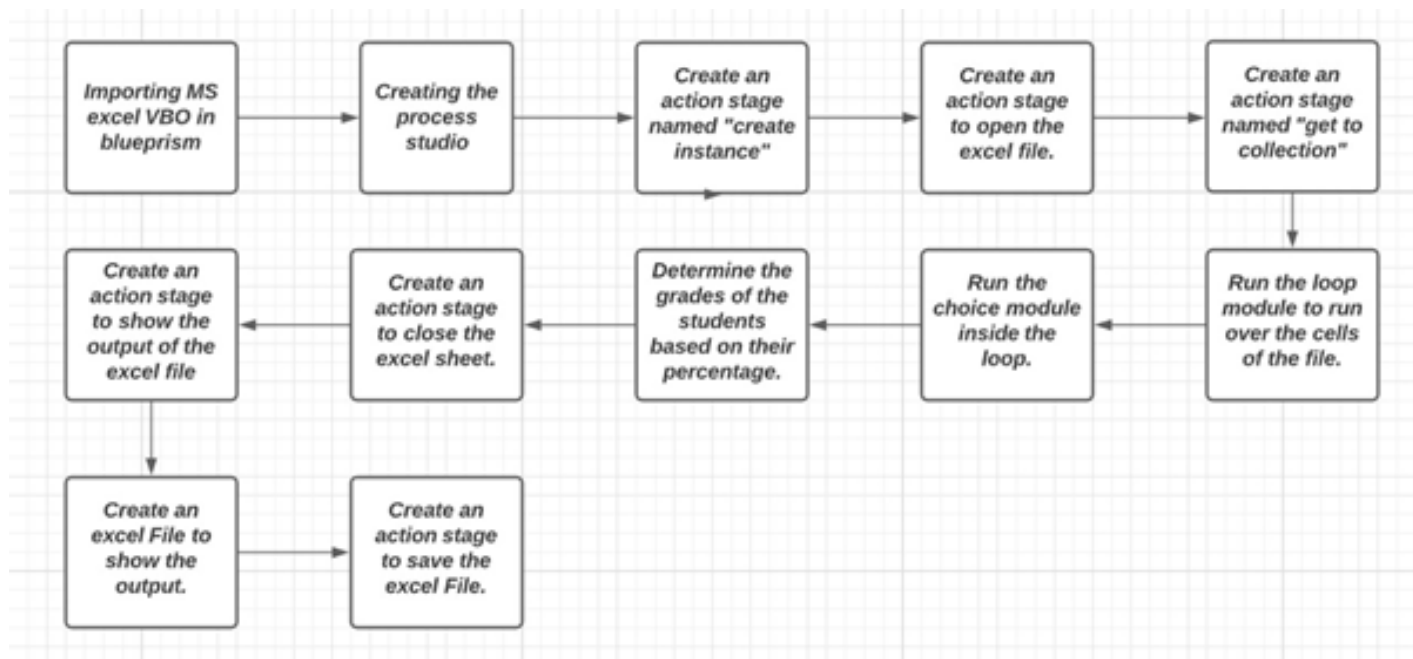 Importing MS
excel VBO in
blueprism
Creating the
process
studio
Create an
action stage
named "create
instance"
Create an
action stage
to open the
excel file.
Create an
action stage
named "get to
collection"
Run the loop
module to run
over the cells
of the file.
Run the
choice module
inside the
loop.
Determine the
grades of the
students
based on their
percentage.
Create an
action stage
to close the
excel sheet.
Create an
action stage
to show the
output of the
excel file
Create an
excel File to
show the
output.
Create an
action stage
to save the
excel File.